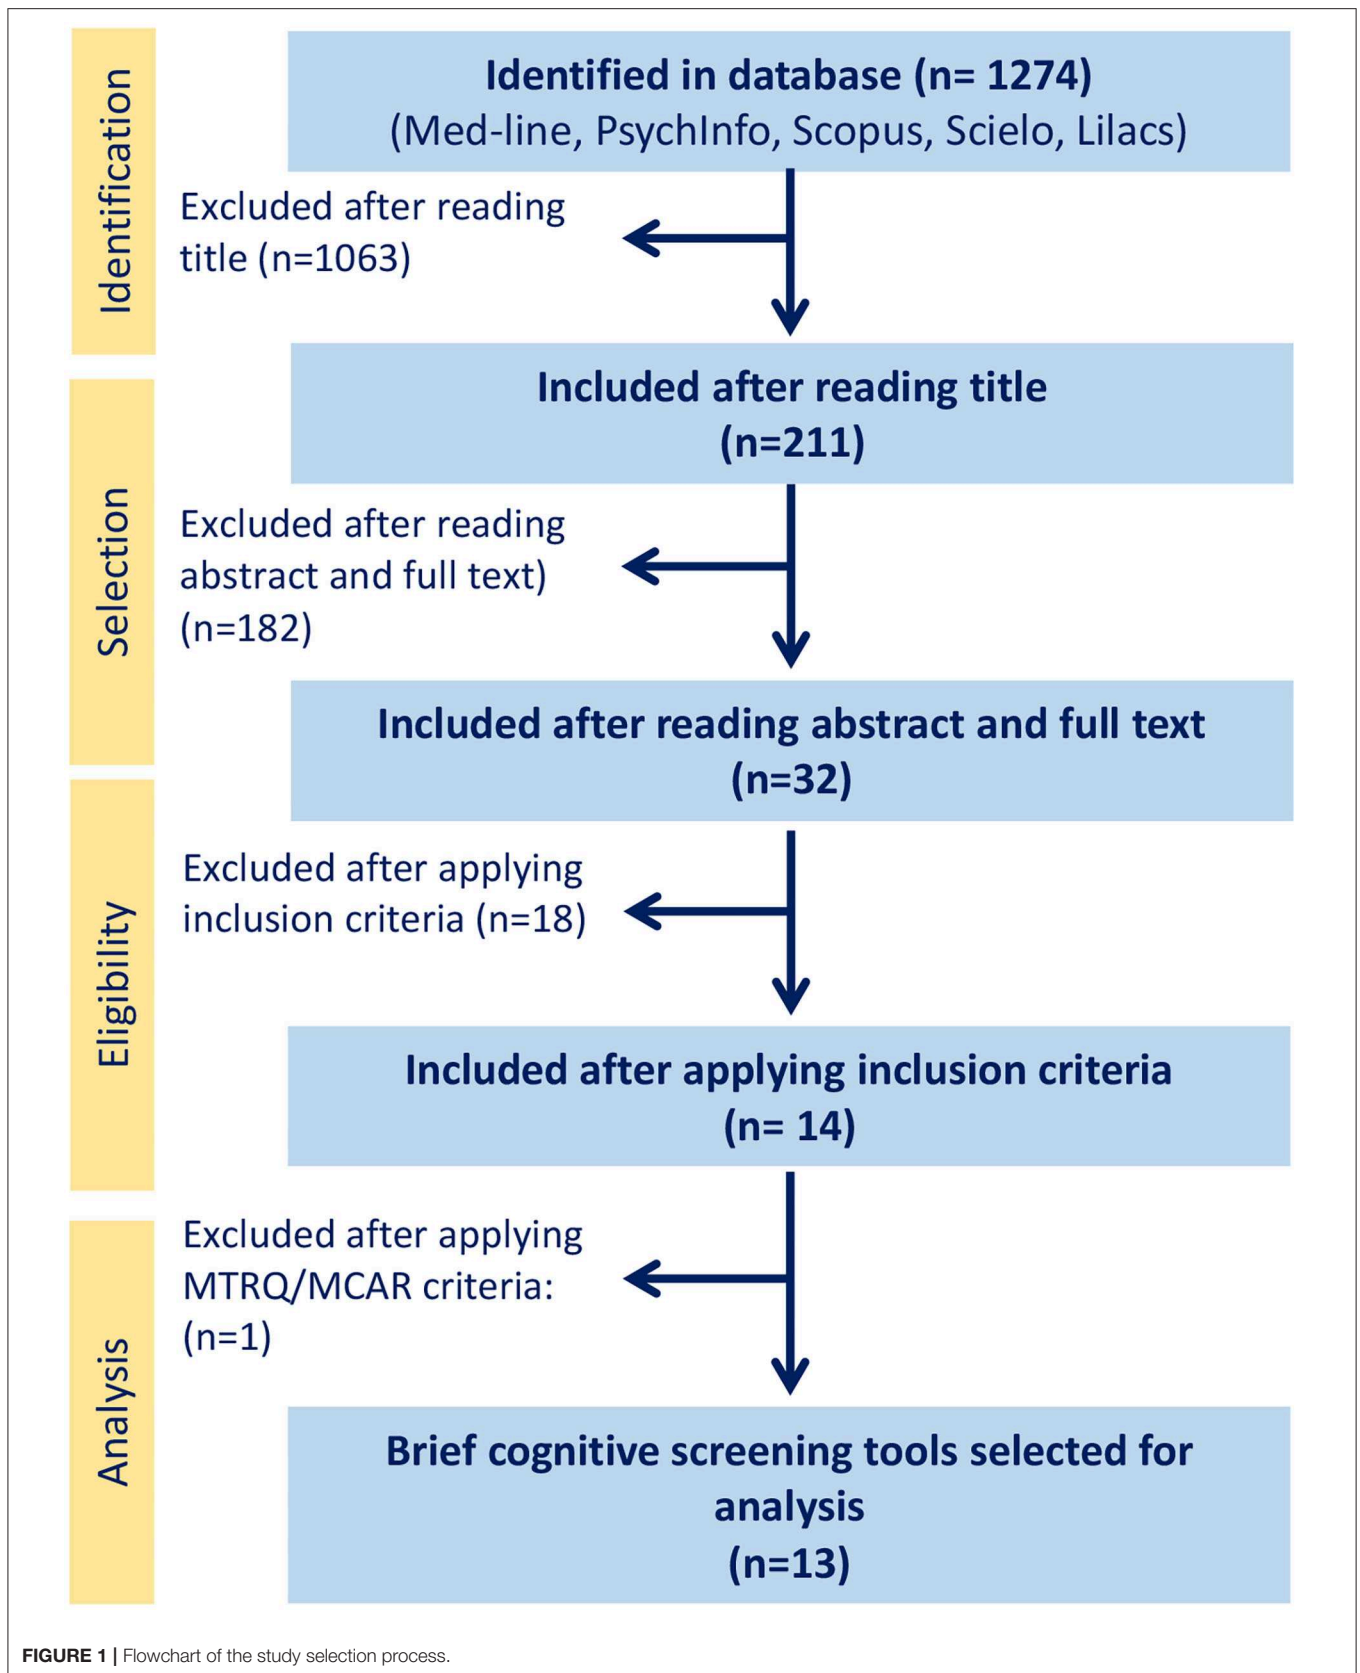 Identification
Identified in database (n= 1274)
(Med-line, PsychInfo, Scopus, Scielo, Lilacs)
Excluded after reading
title (n=1063)
Included after reading title
(n=211)
Selection
Excluded after reading
abstract and full text)
(n=182)
Included after reading abstract and full text
(n=32)
Eligibility
Excluded after applying
inclusion criteria (n=18)
Included after applying inclusion criteria
(n= 14)
Analysis
Excluded after applying
MTRQ/MCAR criteria:
(n=1)
Brief cognitive screening tools selected for
analysis
(n=13)
FIGURE 1 | Flowchart of the study selection process.